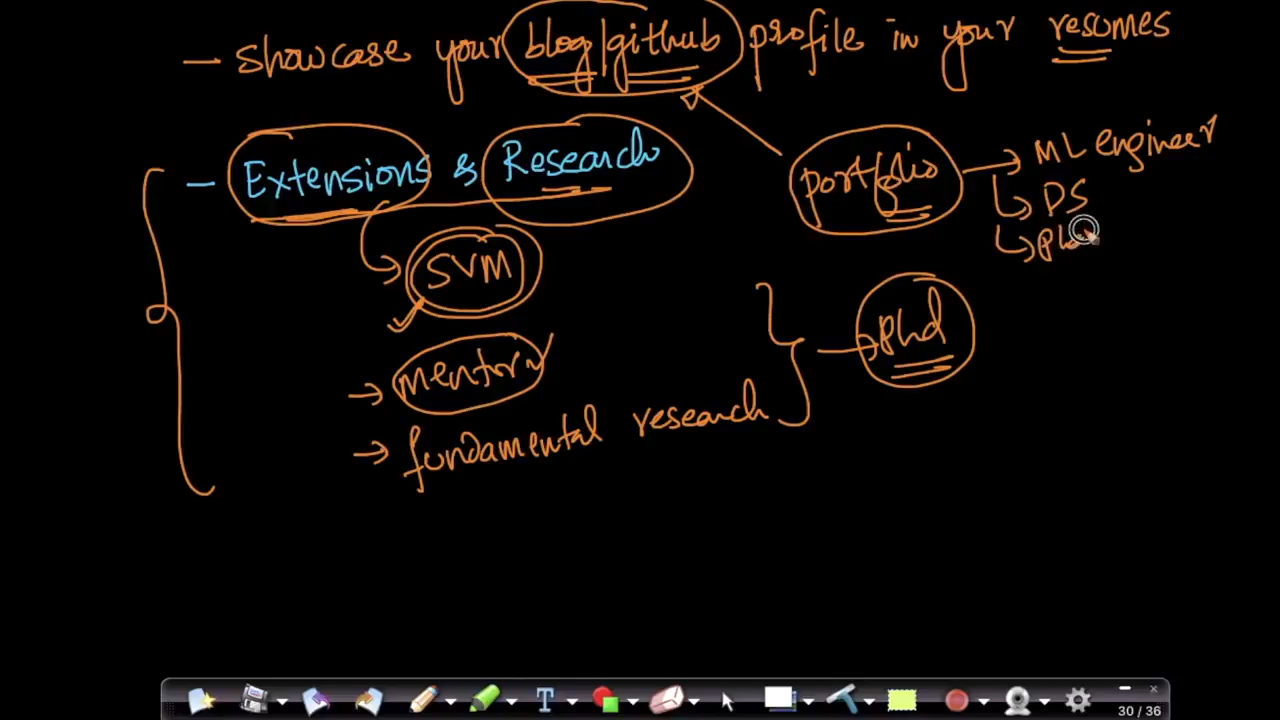 - showcase your blog/github profile in your resumes
- Extensions & Research
portfolio → ML engineer
DS
SVM
mentorin
phd
→ fundamental research
T
30 / 36